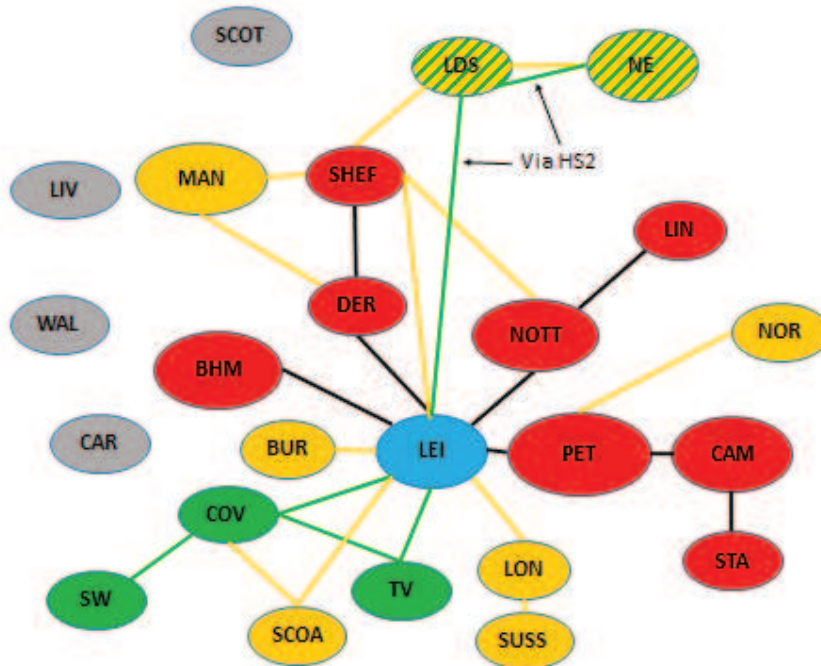 SCOT
LDS
NE
Via HS2
LIV
MAN
SHEF
LIN
WAL
DER
NOTT
NOR
BHM
CAR
BUR
LEI
PET
CAM
COV
SW
TV
LON
STA
SCOA
SUSS